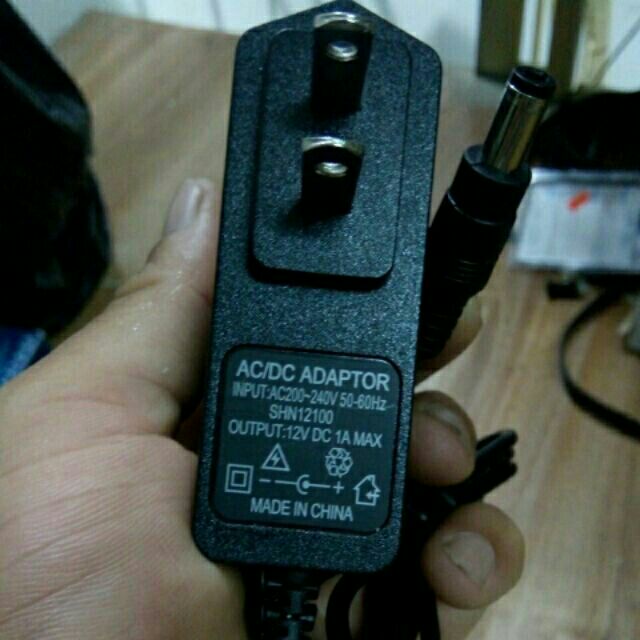 AC/DC ADAPTOR
INPUT:AC200~240V 50-60Hz
SHN12100
OUTPUT:12V DC 1A MAX
MADE IN CHINA